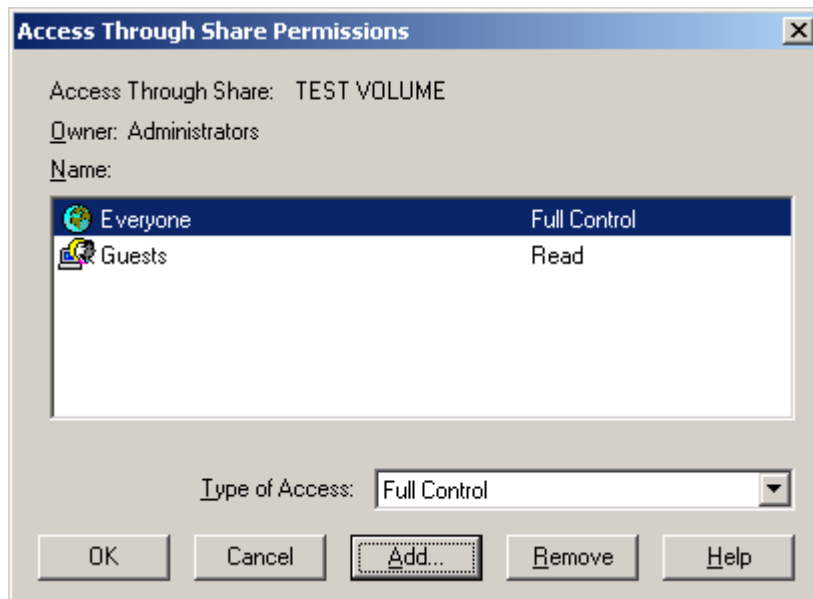 Access Through Share Permissions
Access Through Share: TEST VOLUME
Owner: Administrators
Name:
Everyone Full Control
Guests Read
Type of Access: Full Control
OK Cancel Add... Remove Help